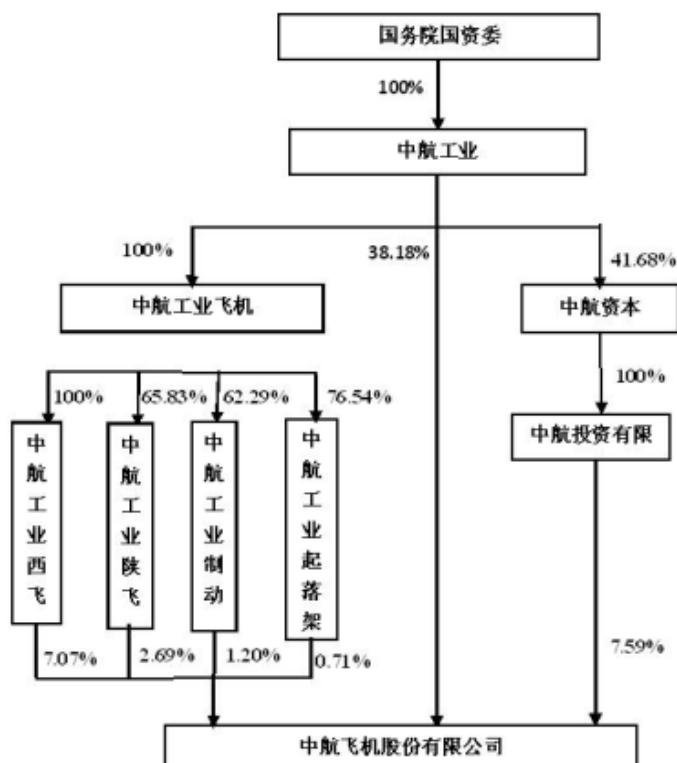 国务院国资委
100%
中航工业
100%
38.18%
41.68%
中航工业飞机
中航资本
100%
100%
65.83%
62.29%
76.54%
中航投资有限
中航工业西飞
中航工业陕飞
中航工业制动
中航工业起落架
7.07%
2.69%
1.20%
0.71%
7.59%
中航飞机股份有限公司